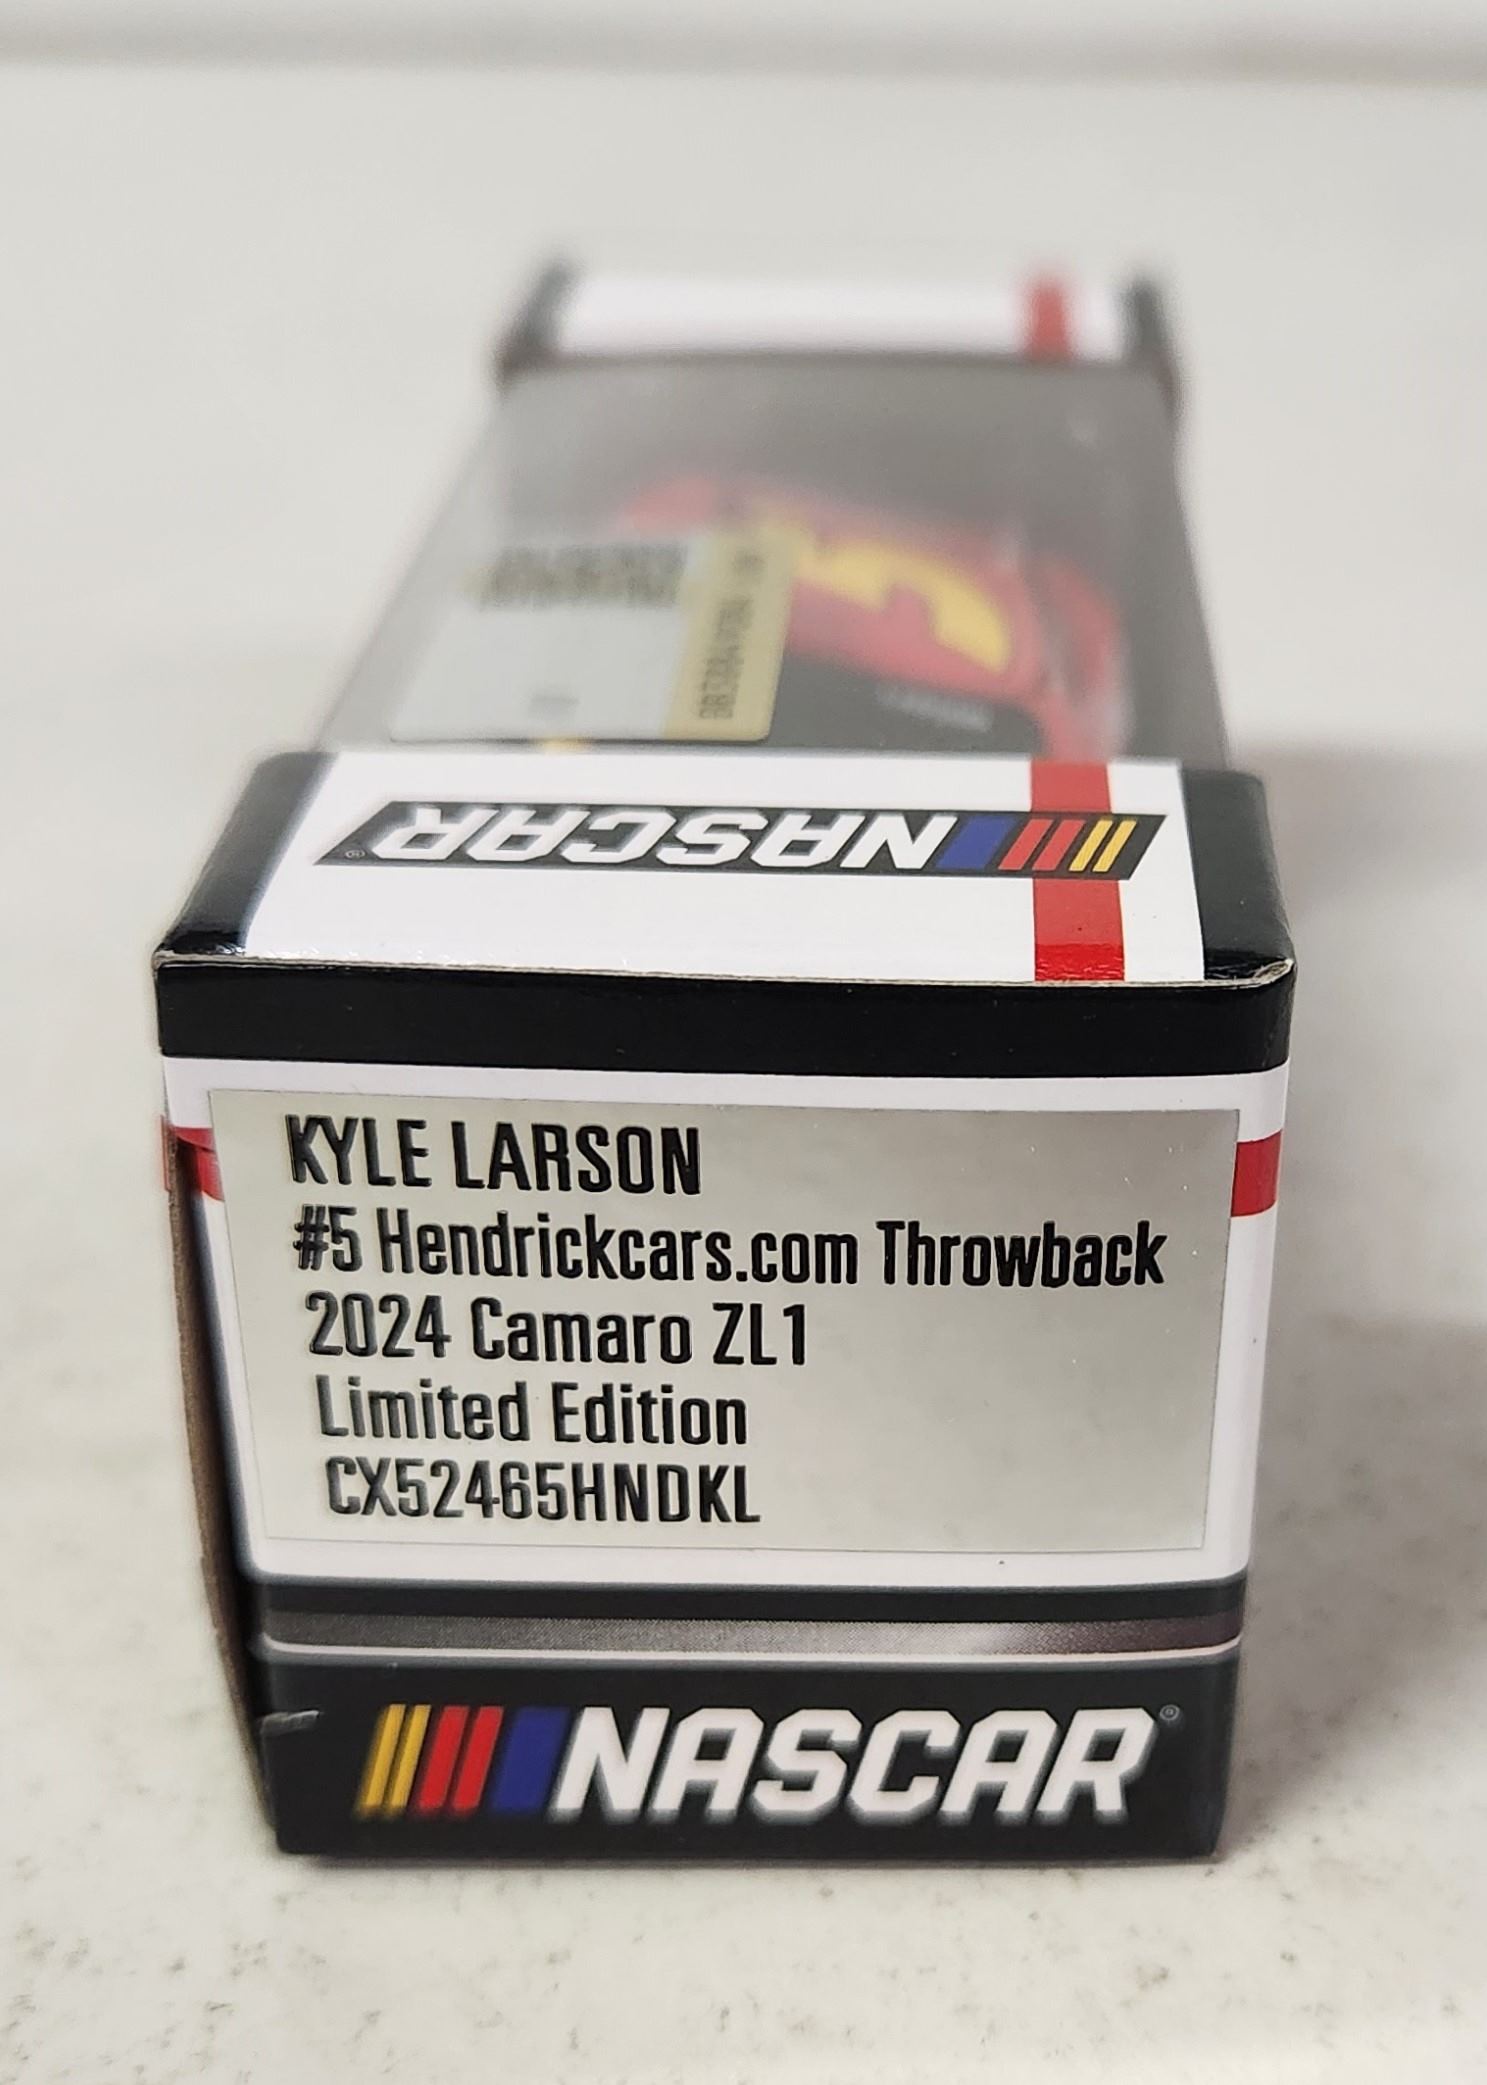 NASCAR
KYLE LARSON
#5 Hendrickcars.com Throwback
2024 Camaro ZL1
Limited Edition
CX52465HNDKL
NASCAR®